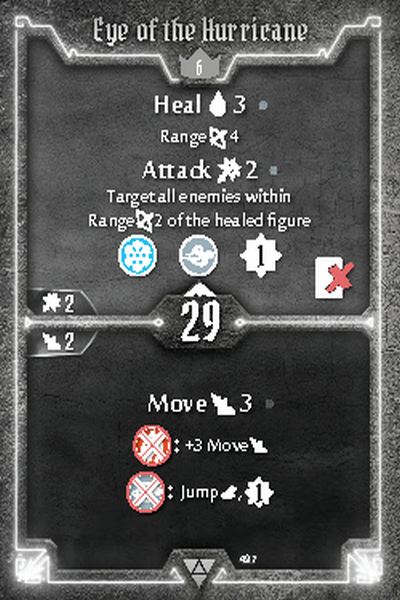 Eye of the Hurricane
6
Heal 3
Range 4
Attack 2
Target all enemies within
Range 2 of the healed figure
1
2
29
2
Move 3
: +3 Move
: Jump , 1